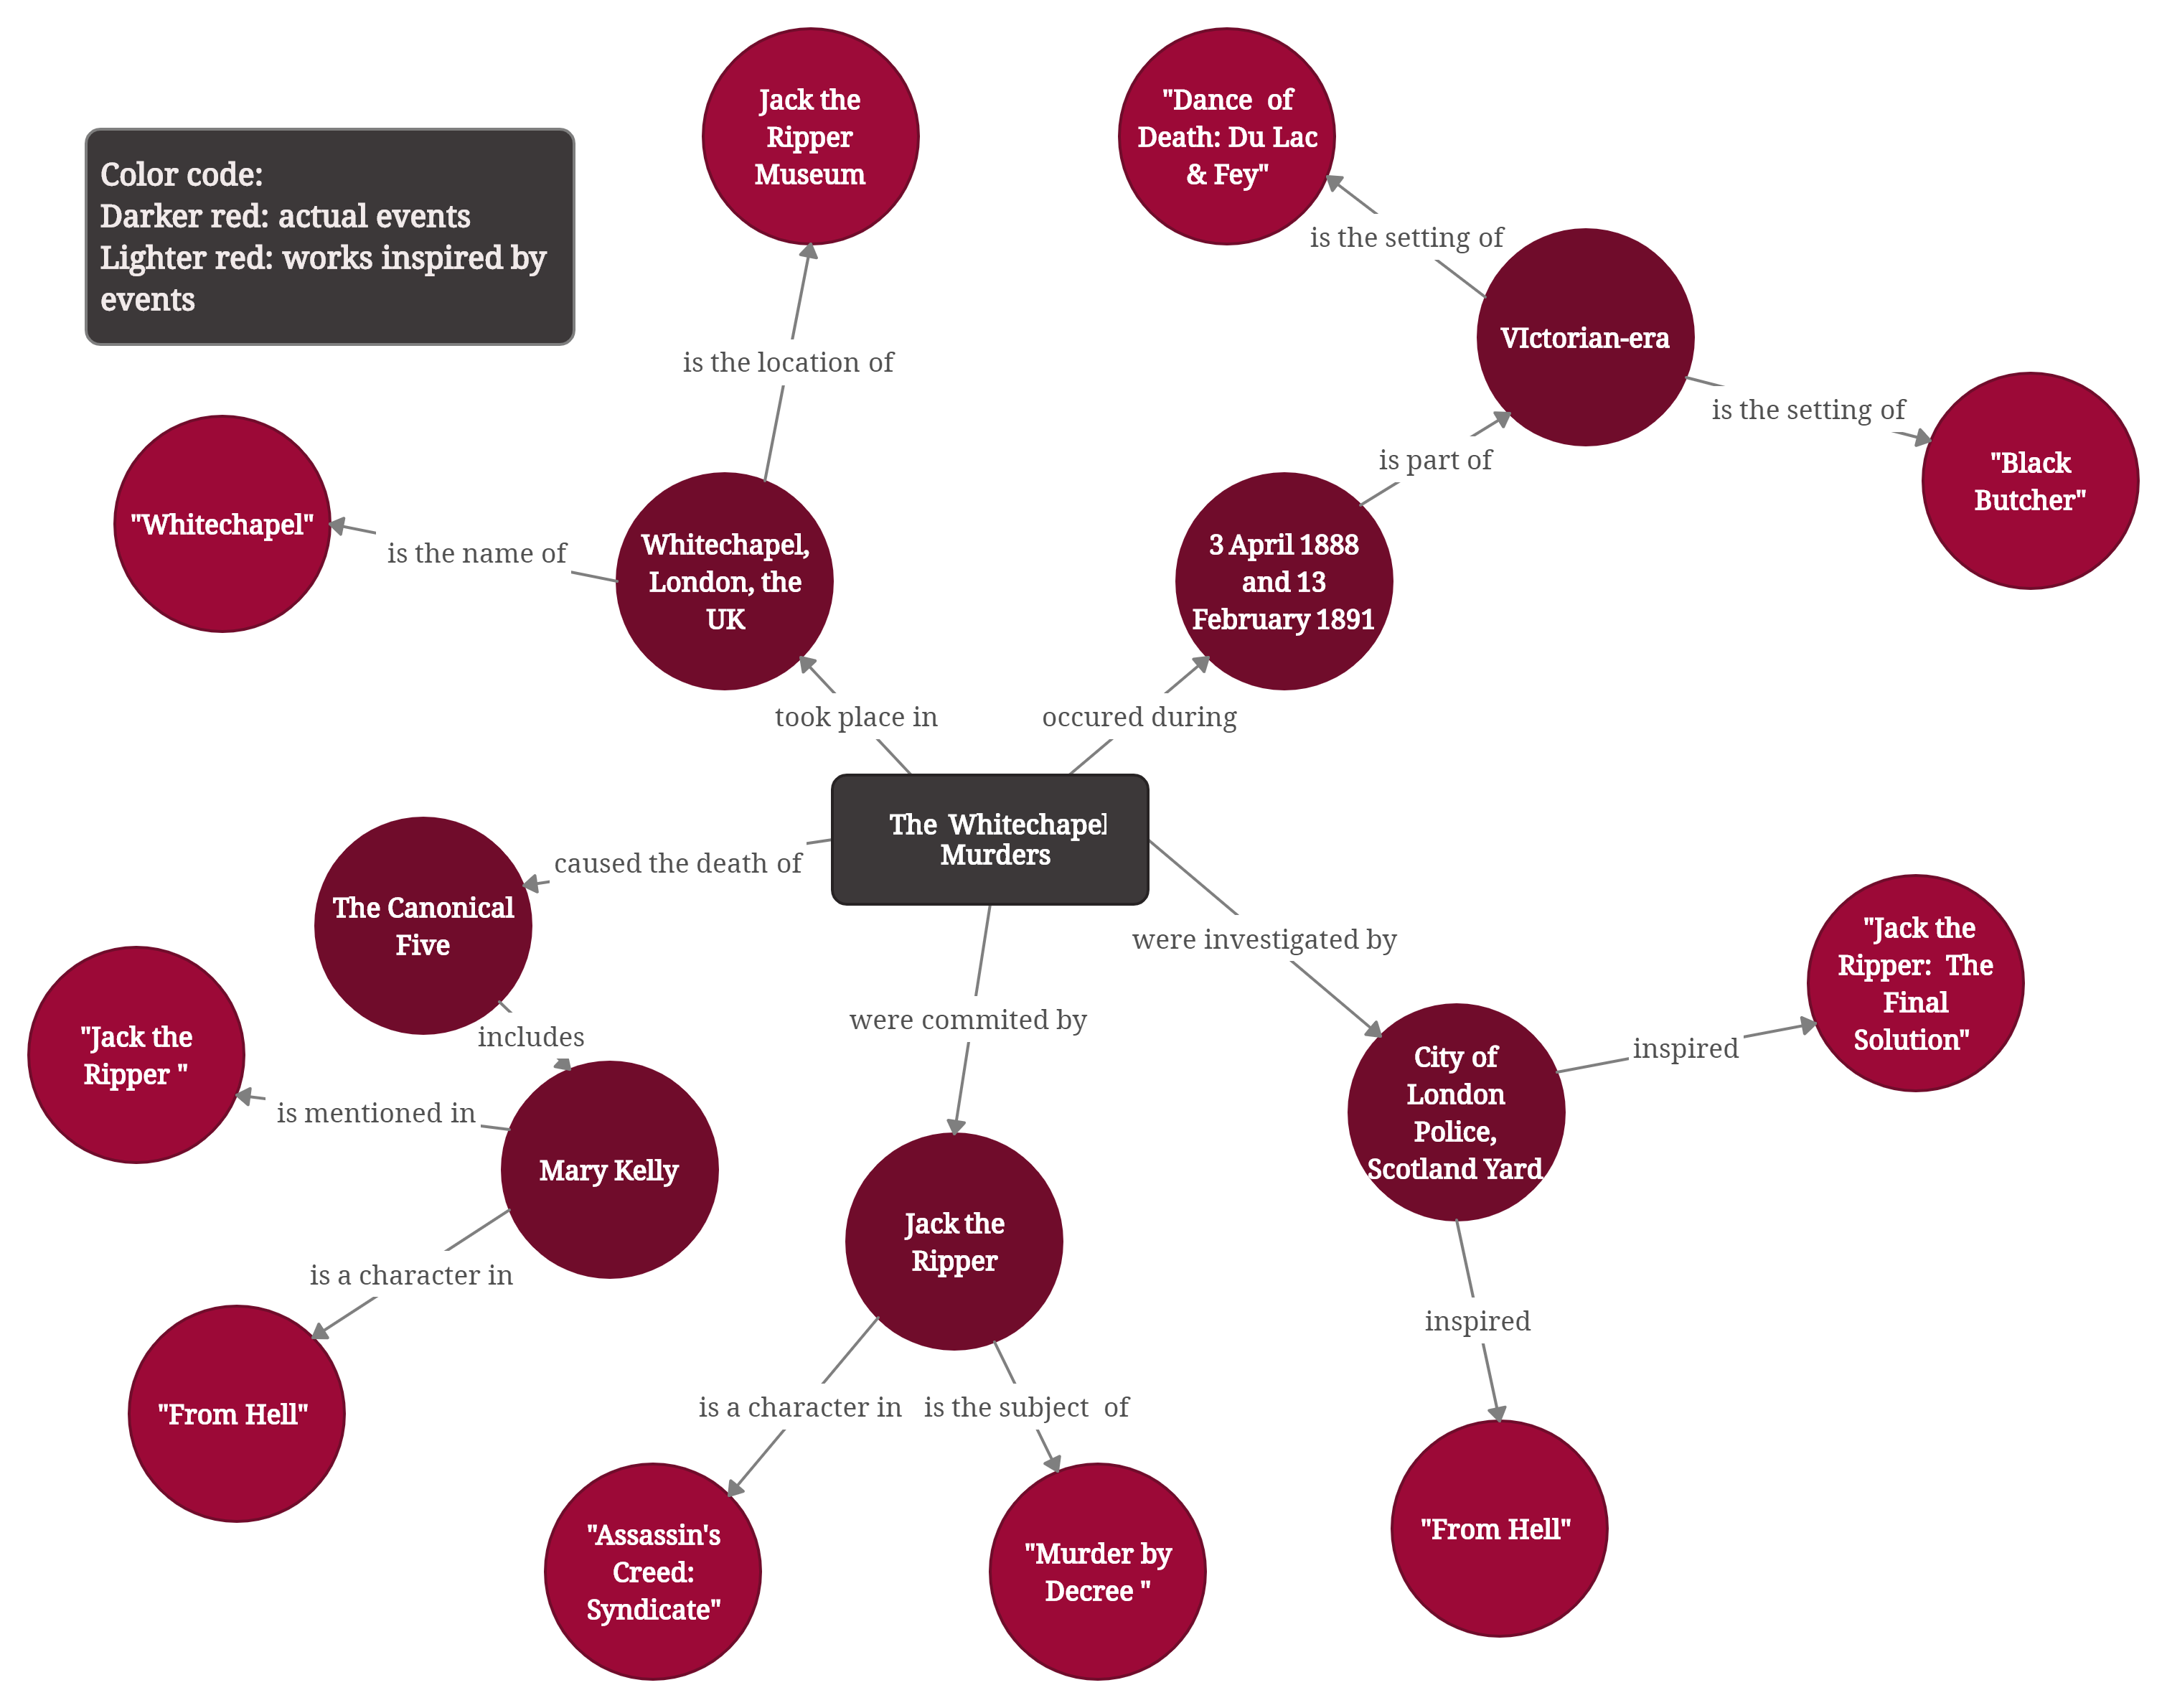 Jack the
Ripper
Museum
"Dance  of
Death: Du Lac
& Fey"
Color code:
Darker red: actual events
Lighter red: works inspired by
events
is the setting of
VIctorian-era
is the location of
is the setting of
"Black
Butcher"
is part of
"Whitechapel"
is the name of
Whitechapel,
London, the
UK
3 April 1888
and 13
February 1891
took place in
occured during
The  Whitechapel
Murders
caused the death of
The Canonical
Five
were investigated by
"Jack the
Ripper:  The
Final
Solution"
"Jack the
Ripper "
includes
were commited by
inspired
City of
London
Police,
Scotland Yard
is mentioned in
Mary Kelly
Jack the
Ripper
is a character in
inspired
"From Hell"
is a character in
is the subject  of
"From Hell"
"Assassin's
Creed:
Syndicate"
"Murder by
Decree "